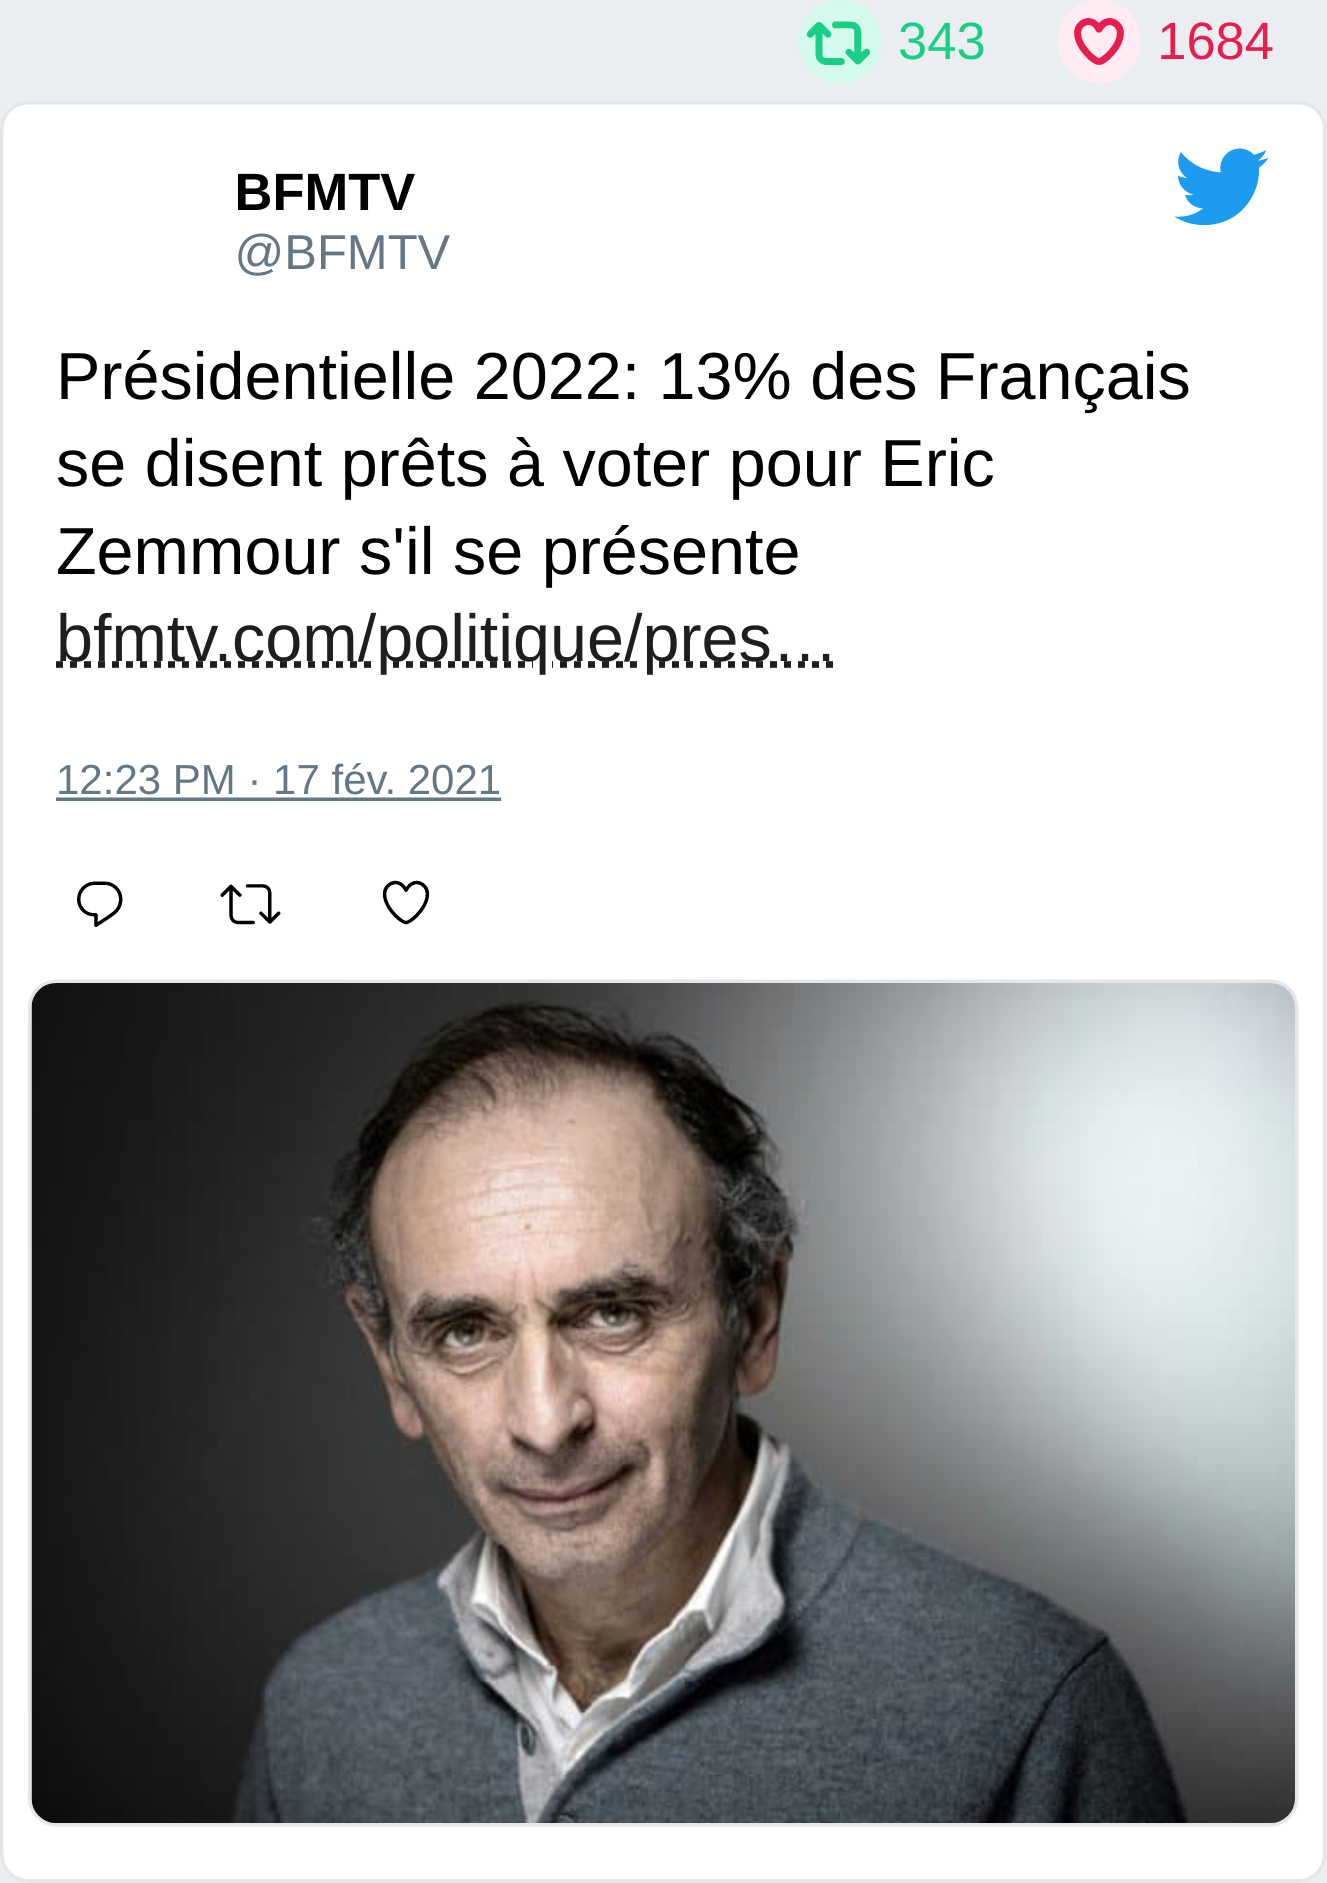 343 1684
BFMTV
@BFMTV
Présidentielle 2022: 13% des Français
se disent prêts à voter pour Eric
Zemmour s'il se présente
bfmtv.com/politique/pres…
12:23 PM · 17 fév. 2021